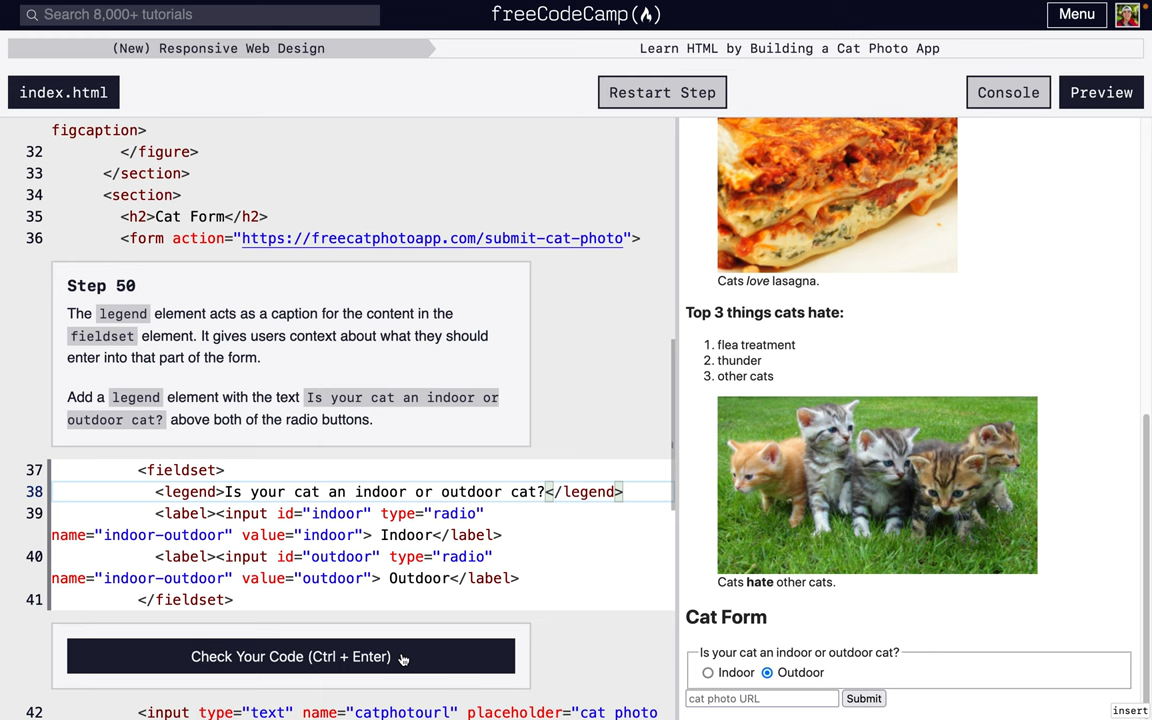 Search 8,000+ tutorials
freeCodeCamp
Menu
(New) Responsive Web Design
Learn HTML by Building a Cat Photo App
index.html
Restart Step
Console
Preview
figcaption>
32 </figure>
33 </section>
34 <section>
35 <h2>Cat Form</h2>
36 <form action="https://freecatphotoapp.com/submit-cat-photo">
Step 50
The legend element acts as a caption for the content in the
fieldset element. It gives users context about what they should
enter into that part of the form.
Add a legend element with the text Is your cat an indoor or
outdoor cat? above both of the radio buttons.
37 <fieldset>
38 <legend>Is your cat an indoor or outdoor cat?</legend>
39 <label><input id="indoor" type="radio"
name="indoor-outdoor" value="indoor"> Indoor</label>
40 <label><input id="outdoor" type="radio"
name="indoor-outdoor" value="outdoor"> Outdoor</label>
41 </fieldset>
Check Your Code (Ctrl + Enter)
42 <input type="text" name="catphotourl" placeholder="cat photo
Cats love lasagna.
Top 3 things cats hate:
1. flea treatment
2. thunder
3. other cats
Cats hate other cats.
Cat Form
Is your cat an indoor or outdoor cat?
Indoor Outdoor
cat photo URL Submit
insert